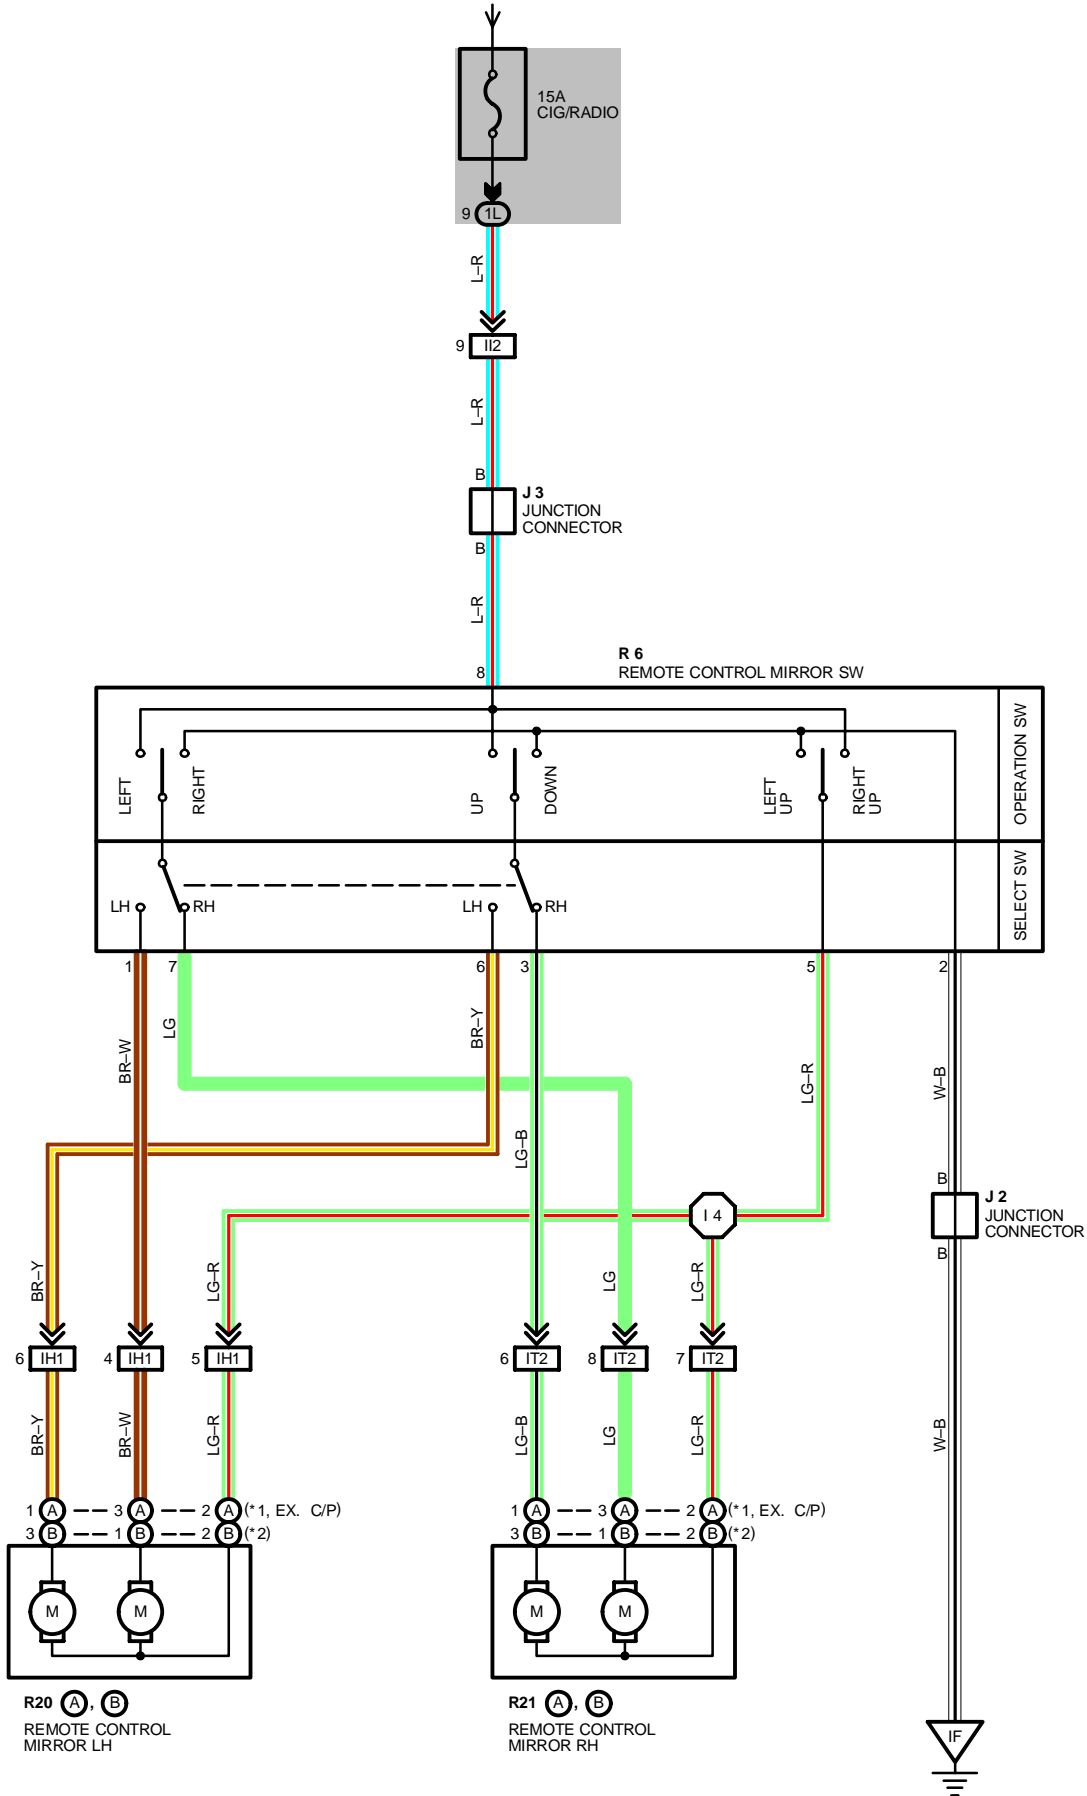 15A
CIG/RADIO
9 1L
L–R
9 II2
L–R
B
J 3
JUNCTION
CONNECTOR
B
L–R
R 6
8 REMOTE CONTROL MIRROR SW
LEFT
RIGHT
UP
DOWN
LEFT
UP
RIGHT
UP
OPERATION SW
LH RH LH RH
SELECT SW
1 7 6 3 5 2
BR–W
LG
BR–Y
LG–B
LG–R
W–B
I 4
B
J 2
JUNCTION
CONNECTOR
B
BR–Y
LG–R
LG
LG–R
6 IH1 4 IH1 5 IH1 6 IT2 8 IT2 7 IT2
BR–Y
BR–W
LG–R
LG–B
LG
LG–R
W–B
1 A 3 A 2 A (*1, EX. C/P) 1 A 3 A 2 A (*1, EX. C/P)
3 B 1 B 2 B (*2) 3 B 1 B 2 B (*2)
M M M M
R20 A, B
REMOTE CONTROL
MIRROR LH
R21 A, B
REMOTE CONTROL
MIRROR RH
IF